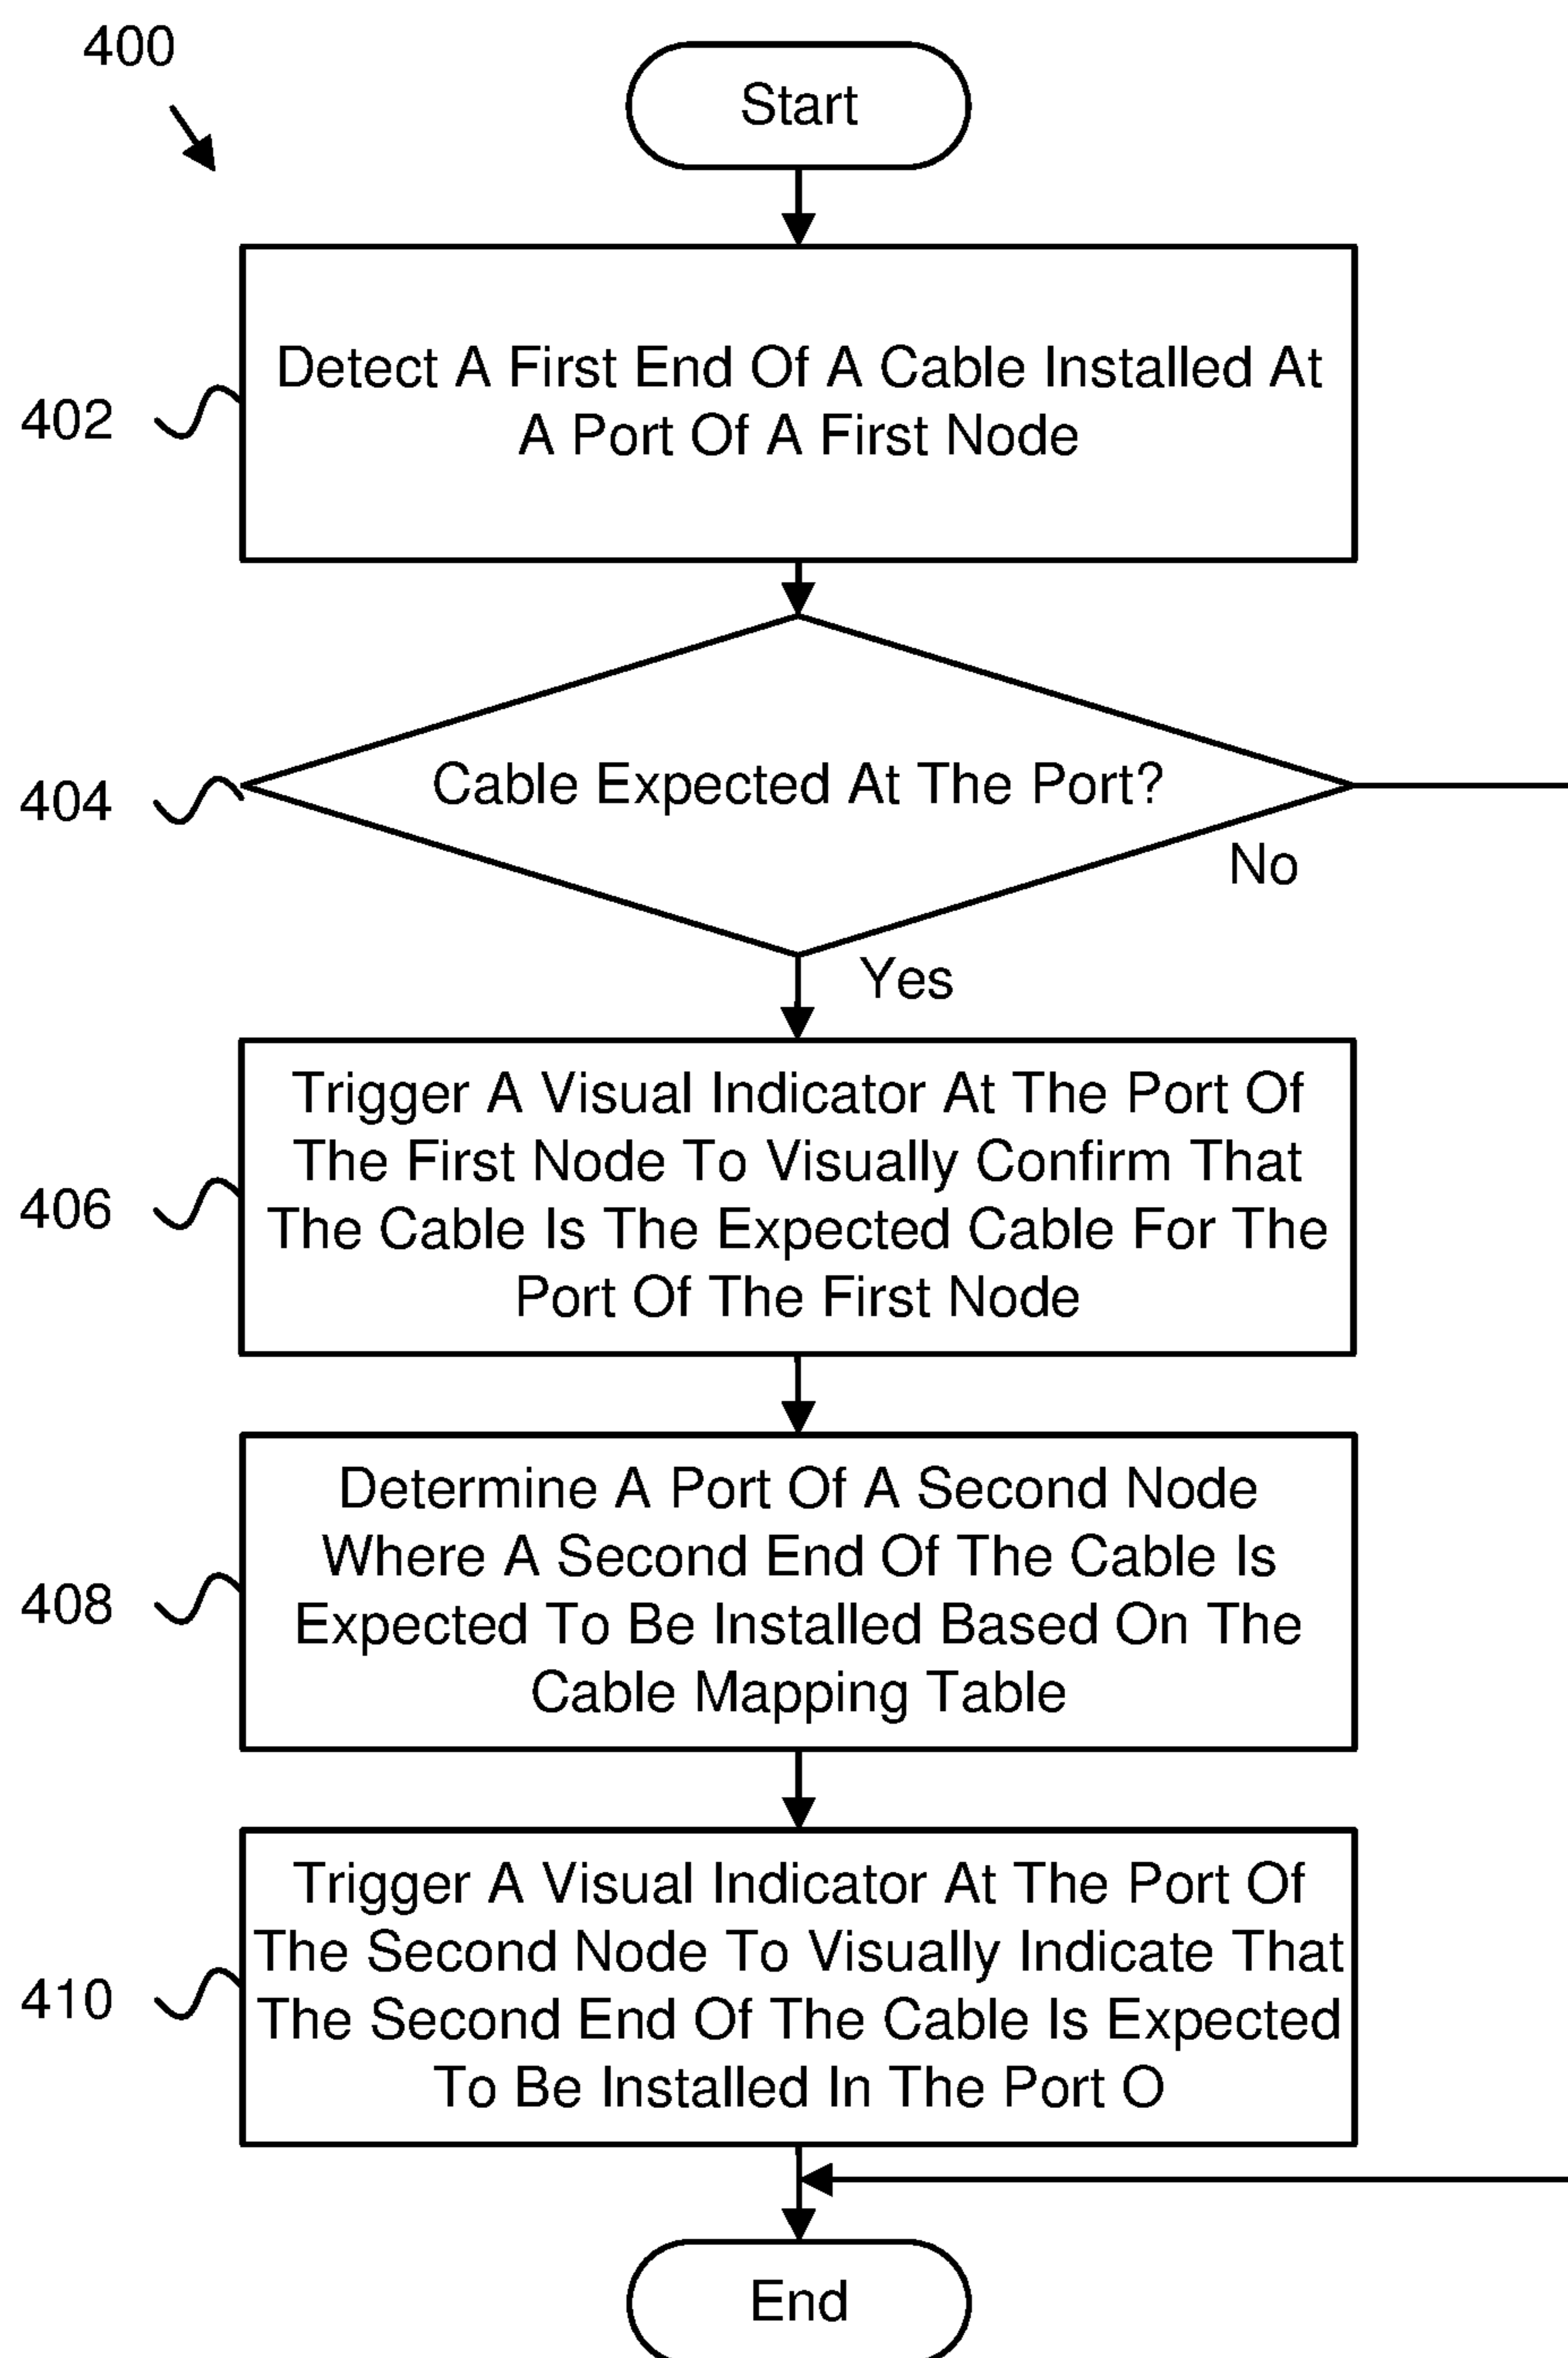 400
Start
Detect A First End Of A Cable Installed At
A Port Of A First Node
402
Cable Expected At The Port?
404
No
Yes
Trigger A Visual Indicator At The Port Of
The First Node To Visually Confirm That
The Cable Is The Expected Cable For The
Port Of The First Node
406
Determine A Port Of A Second Node
Where A Second End Of The Cable Is
Expected To Be Installed Based On The
Cable Mapping Table
408
Trigger A Visual Indicator At The Port Of
The Second Node To Visually Indicate That
The Second End Of The Cable Is Expected
To Be Installed In The Port O
410
End